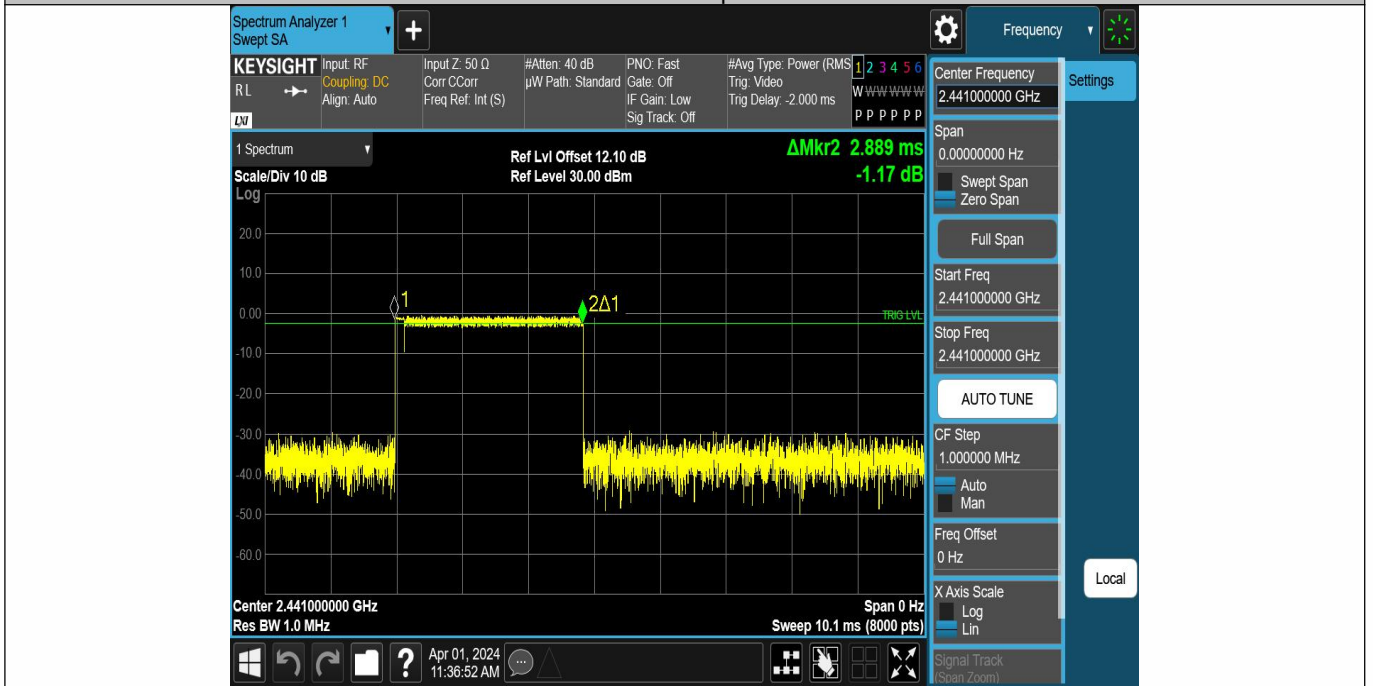 Spectrum Analyzer 1
Swept SA
+
Frequency
KEYSIGHT
RL
LXI
Input: RF
Coupling: DC
Align: Auto
Input Z: 50 Ω
Corr CCorr
Freq Ref: Int (S)
#Atten: 40 dB
µW Path: Standard
PNO: Fast
Gate: Off
IF Gain: Low
Sig Track: Off
#Avg Type: Power (RMS
Trig: Video
Trig Delay: -2.000 ms
1 2 3 4 5 6
W W W W W W
P P P P P P
1 Spectrum
Scale/Div 10 dB
Ref Lvl Offset 12.10 dB
Ref Level 30.00 dBm
ΔMkr2 2.889 ms
-1.17 dB
Log
20.0
10.0
0.00
-10.0
-20.0
-30.0
-40.0
-50.0
-60.0
1
2Δ1
TRIG LVL
Center 2.441000000 GHz
Res BW 1.0 MHz
Span 0 Hz
Sweep 10.1 ms (8000 pts)
Center Frequency
2.441000000 GHz
Settings
Span
0.00000000 Hz
Swept Span
Zero Span
Full Span
Start Freq
2.441000000 GHz
Stop Freq
2.441000000 GHz
AUTO TUNE
CF Step
1.000000 MHz
Auto
Man
Freq Offset
0 Hz
X Axis Scale
Log
Lin
Signal Track
(Span Zoom)
Local
?
Apr 01, 2024
11:36:52 AM